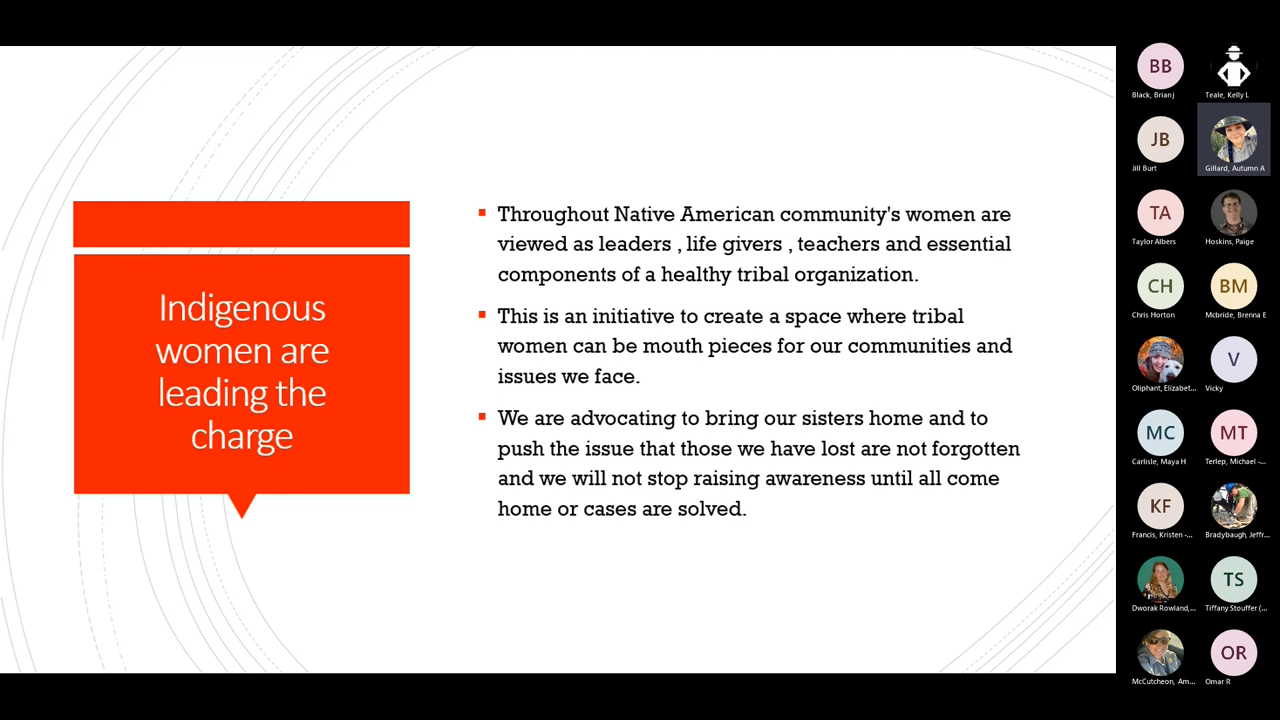 Indigenous
women are
leading the
charge
Throughout Native American community's women are
viewed as leaders , life givers , teachers and essential
components of a healthy tribal organization.
This is an initiative to create a space where tribal
women can be mouth pieces for our communities and
issues we face.
We are advocating to bring our sisters home and to
push the issue that those we have lost are not forgotten
and we will not stop raising awareness until all come
home or cases are solved.
BB
Black, Brian J
Teale, Kelly L
JB
Jill Burt
Gillard, Autumn A
TA
Taylor Albers
Hoskins, Paige
CH
Chris Horton
BM
Mcbride, Brenna E
Oliphant, Elizabet...
V
Vicky
MC
Carlisle, Maya H
MT
Terlep, Michael -...
KF
Francis, Kristen -...
Bradybaugh, Jeffr...
Dworak Rowland,...
TS
Tiffany Stouffer (...
McCutcheon, Am...
OR
Omar R